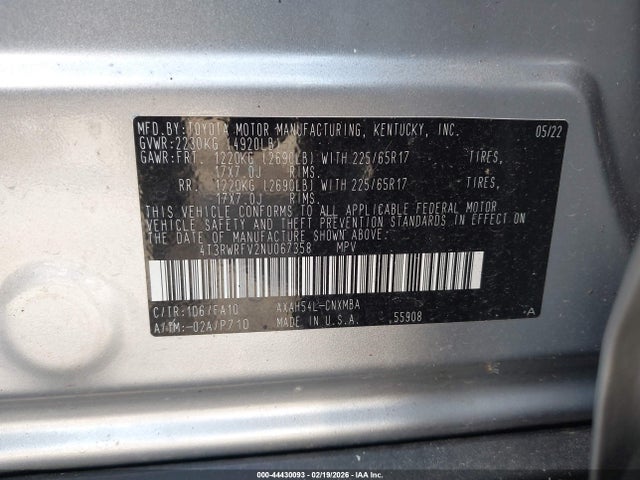 MFD.BY:TOYOTA MOTOR MANUFACTURING, KENTUCKY, INC. 05/22
GVWR:2230KG (4920LB)
GAWR:FRT. 1220KG (2690LB) WITH 225/65R17 TIRES,
17X7.0J RIMS.
RR. 1220KG (2690LB) WITH 225/65R17 TIRES,
17X7.0J RIMS.
THIS VEHICLE CONFORMS TO ALL APPLICABLE FEDERAL MOTOR
VEHICLE SAFETY AND THEFT PREVENTION STANDARDS IN EFFECT ON
THE DATE OF MANUFACTURE SHOWN ABOVE.
4T3RWRFV2NU067358 MPV
C/TR:1D6/FA10 AXAH54L-CNXMBA
A/TM:-02A/P710 MADE IN U.S.A. 55908 -A
000-44430093 - 02/19/2026 - IAA Inc.